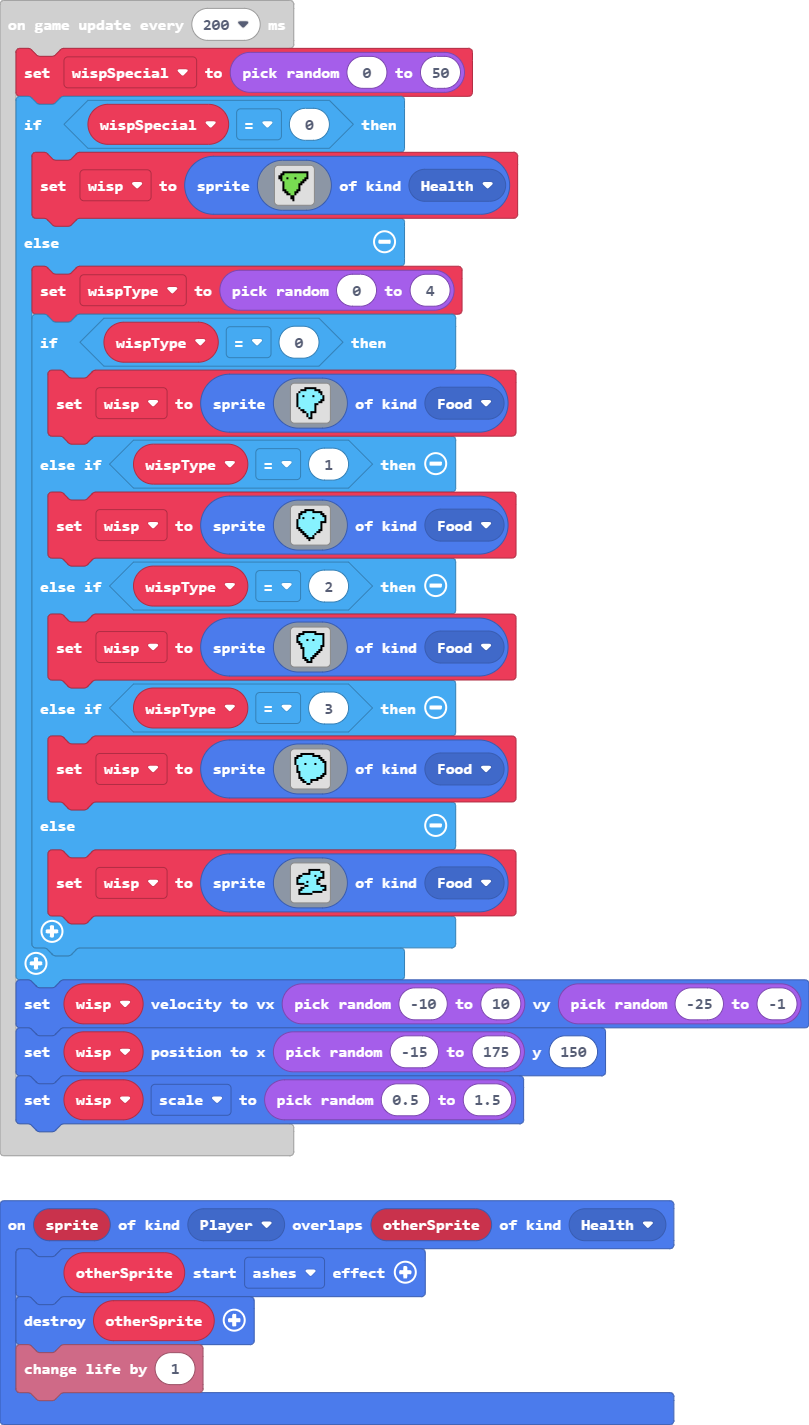 on game update every 200 ms
set wispSpecial to pick random 0 to 50
if wispSpecial = 0 then
set wisp to sprite of kind Health
else
set wispType to pick random 0 to 4
if wispType = 0 then
set wisp to sprite of kind Food
else if wispType = 1 then
set wisp to sprite of kind Food
else if wispType = 2 then
set wisp to sprite of kind Food
else if wispType = 3 then
set wisp to sprite of kind Food
else
set wisp to sprite of kind Food
set wisp velocity to vx pick random -10 to 10 vy pick random -25 to -1
set wisp position to x pick random -15 to 175 y 150
set wisp scale to pick random 0.5 to 1.5
on sprite of kind Player overlaps otherSprite of kind Health
otherSprite start ashes effect
destroy otherSprite
change life by 1